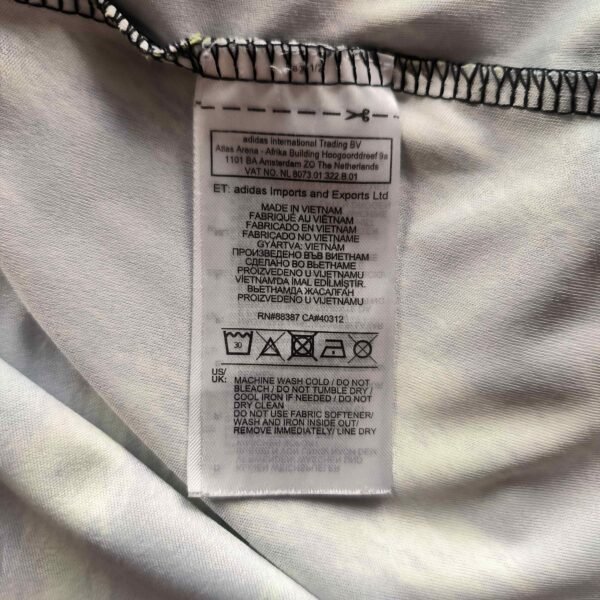 adidas International Trading BV
Atlas Arena - Afrika Building Hoogoorddreef 9a
1101 BA Amsterdam ZO The Netherlands
VAT NO. NL 8073.01.322.B.01
ET: adidas Imports and Exports Ltd
MADE IN VIETNAM
FABRIQUÉ AU VIETNAM
FABRICADO EN VIETNAM
FABRICADO NO VIETNAME
GYÁRTVA: VIETNÁM
ПРОИЗВЕДЕНО ВЪВ ВИЕТНАМ
СДЕЛАНО ВО ВЬЕТНАМЕ
PROIZVEDENO U VIJETNAMU
VİETNAM'DA İMAL EDİLMİŞTİR.
ВЬЕТНАМДА ЖАСАЛҒАН
PROIZVEDENO U VIJETNAMU
RN#88387 CA#40312
30
US/
UK:
MACHINE WASH COLD / DO NOT
BLEACH / DO NOT TUMBLE DRY /
COOL IRON IF NEEDED / DO NOT
DRY CLEAN
DO NOT USE FABRIC SOFTENER/
WASH AND IRON INSIDE OUT/
REMOVE IMMEDIATELY/ LINE DRY